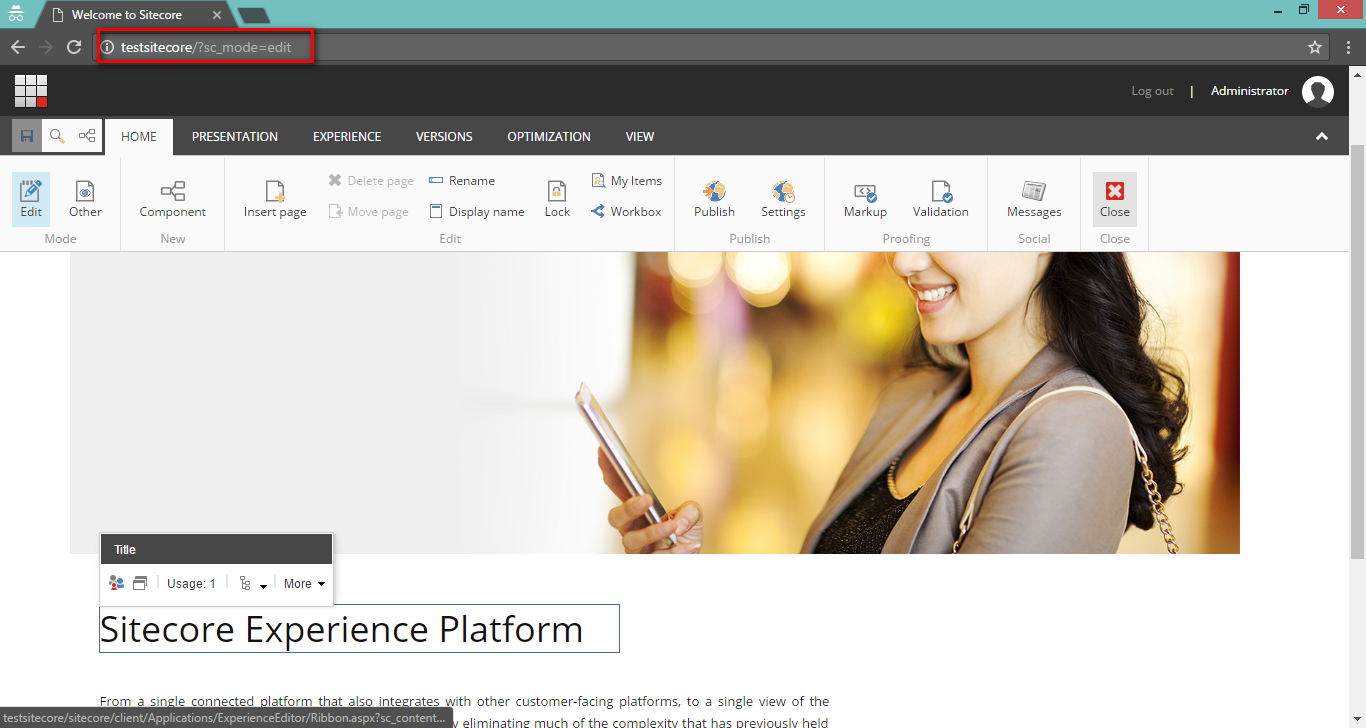 Welcome to Sitecore
testsitecore/?sc_mode=edit
Log out | Administrator
HOME PRESENTATION EXPERIENCE VERSIONS OPTIMIZATION VIEW
Edit Other
Mode
Component
New
Insert page Delete page Move page Rename Display name Lock My Items Workbox
Edit
Publish Settings
Publish
Markup Validation
Proofing
Messages
Social
Close
Close
Title
Usage: 1 More
Sitecore Experience Platform
From a single connected platform that also integrates with other customer-facing platforms, to a single view of the
eliminating much of the complexity that has previously held
testsitecore/sitecore/client/Applications/ExperienceEditor/Ribbon.aspx?sc_content...